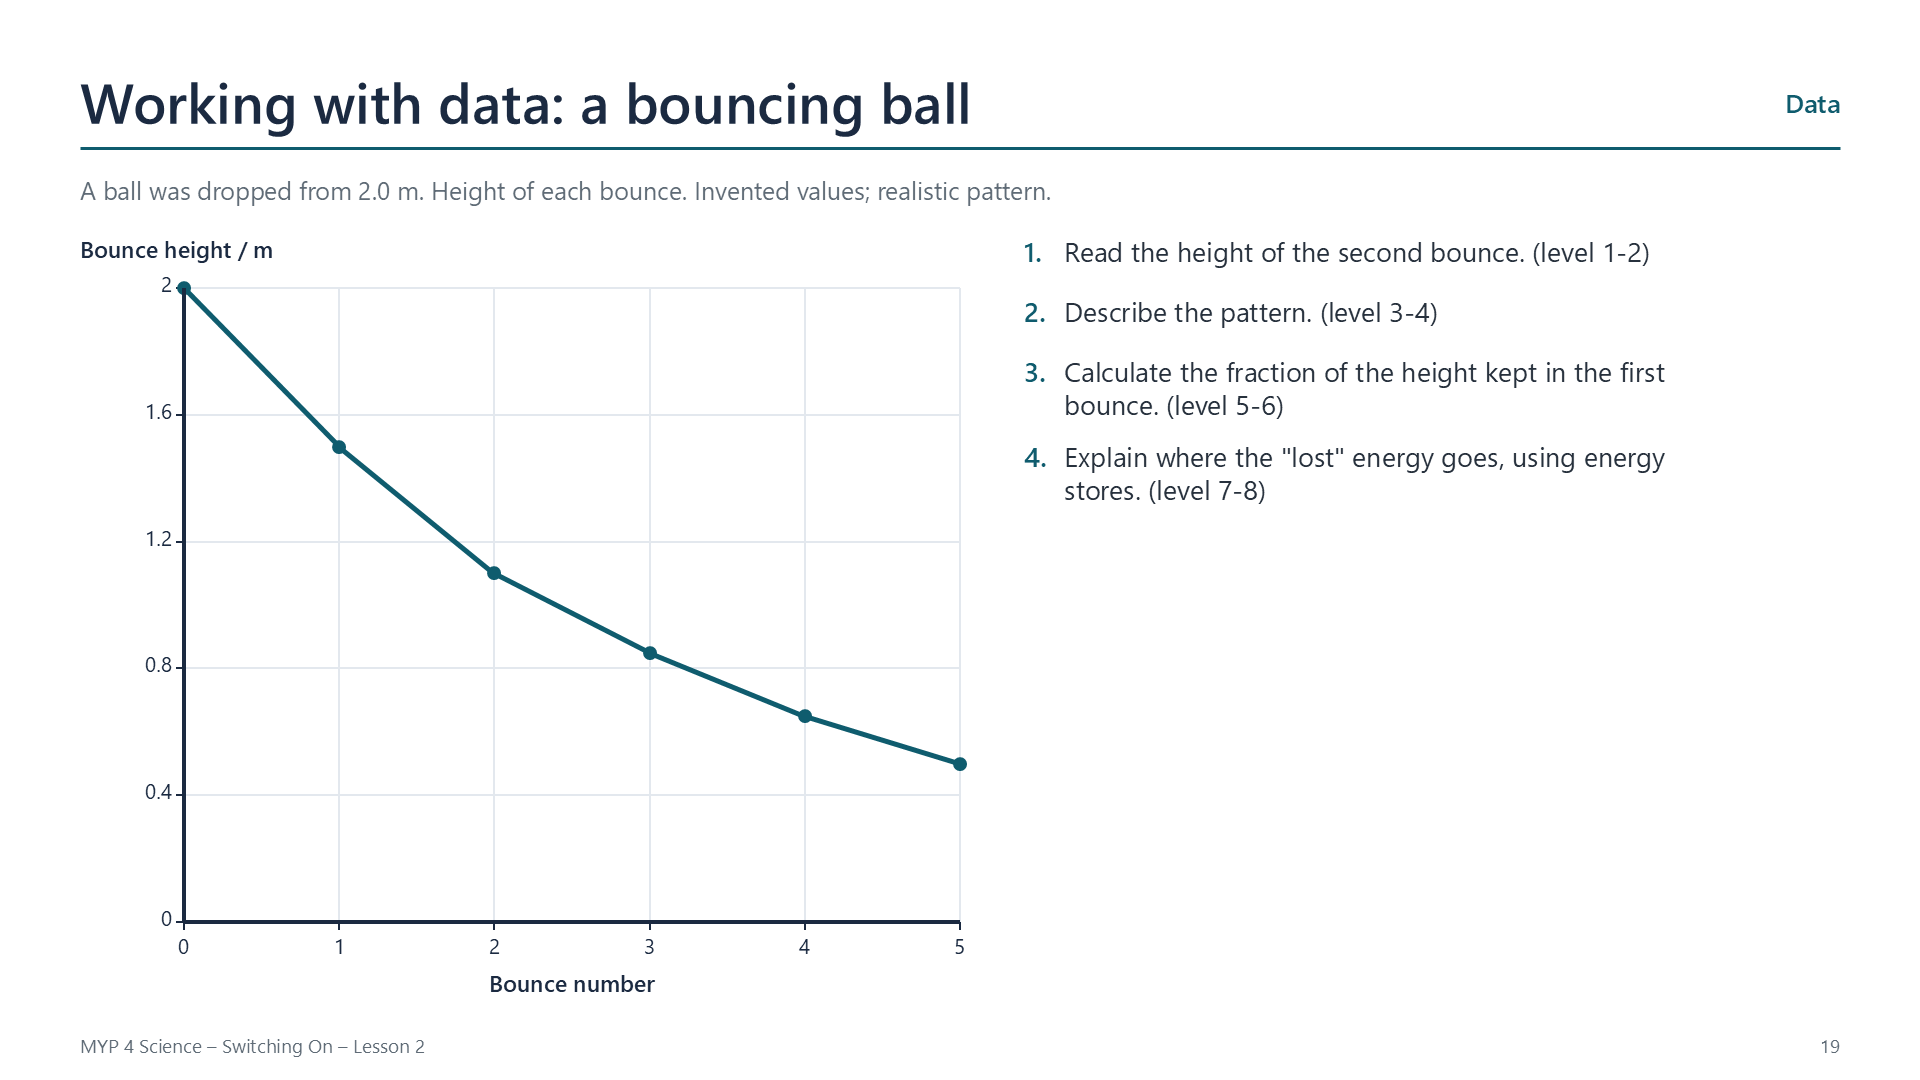 Working with data: a bouncing ball
Data
A ball was dropped from 2.0 m. Height of each bounce. Invented values; realistic pattern.
Bounce height / m
2
1.6
1.2
0.8
0.4
0
0 1 2 3 4 5
Bounce number
1. Read the height of the second bounce. (level 1-2)
2. Describe the pattern. (level 3-4)
3. Calculate the fraction of the height kept in the first
bounce. (level 5-6)
4. Explain where the "lost" energy goes, using energy
stores. (level 7-8)
MYP 4 Science – Switching On – Lesson 2
19